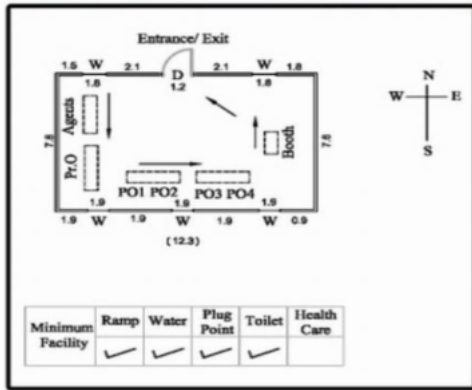 Entrance/ Exit
1.5 W 2.1 D 2.1 W 1.8
1.8 1.2 1.8
N
W E
S
Agents
Pr.O
Booth
7.8
7.8
PO1 PO2 PO3 PO4
1.9 1.9 1.9
1.9 W 1.9 W 1.9 W 0.9
(12.3)
Minimum Facility Ramp Water Plug Point Toilet Health Care